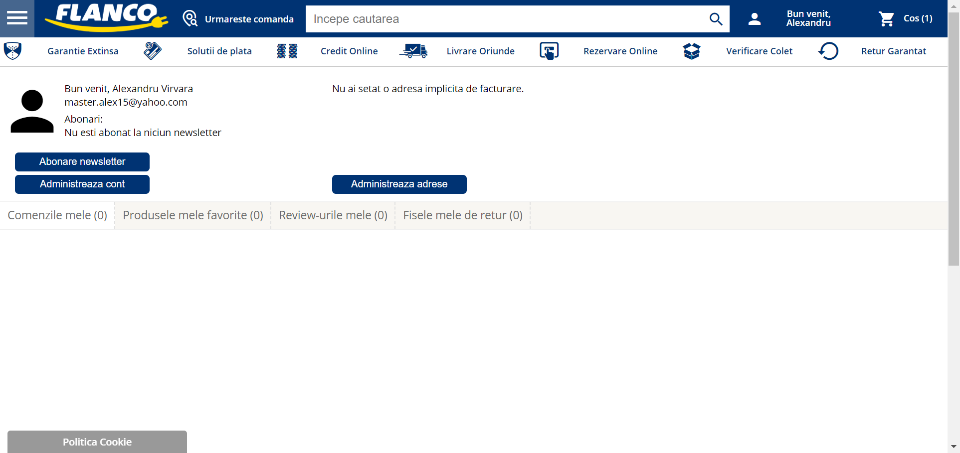 FLANCO
Urmareste comanda
Incepe cautarea
Bun venit,
Alexandru
Cos (1)
Garantie Extinsa
Solutii de plata
Credit Online
Livrare Oriunde
Rezervare Online
Verificare Colet
Retur Garantat
Bun venit, Alexandru Virvara
master.alex15@yahoo.com
Abonari:
Nu esti abonat la niciun newsletter
Nu ai setat o adresa implicita de facturare.
Abonare newsletter
Administreaza cont
Administreaza adrese
Comenzile mele (0)
Produsele mele favorite (0)
Review-urile mele (0)
Fisele mele de retur (0)
Politica Cookie